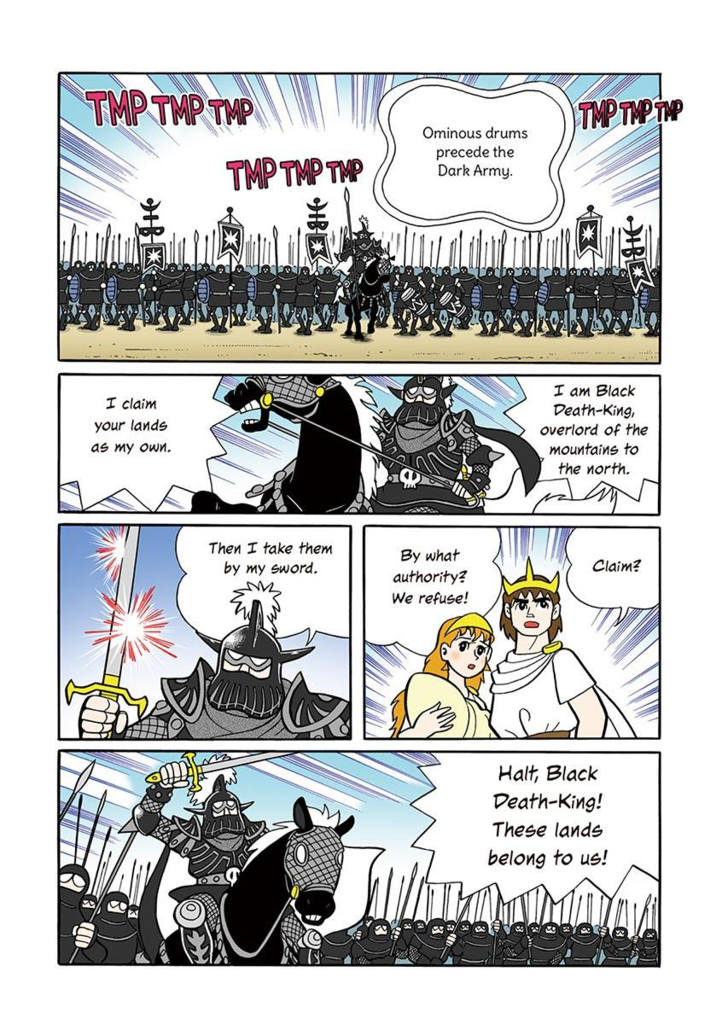 TMP TMP TMP
Ominous drums
precede the
Dark Army.
TMP TMP TMP
TMP TMP TMP
I am Black
Death-King,
overlord of the
mountains to
the north.
I claim
your lands
as my own.
Claim?
By what
authority?
We refuse!
Then I take them
by my sword.
Halt, Black
Death-King!
These lands
belong to us!